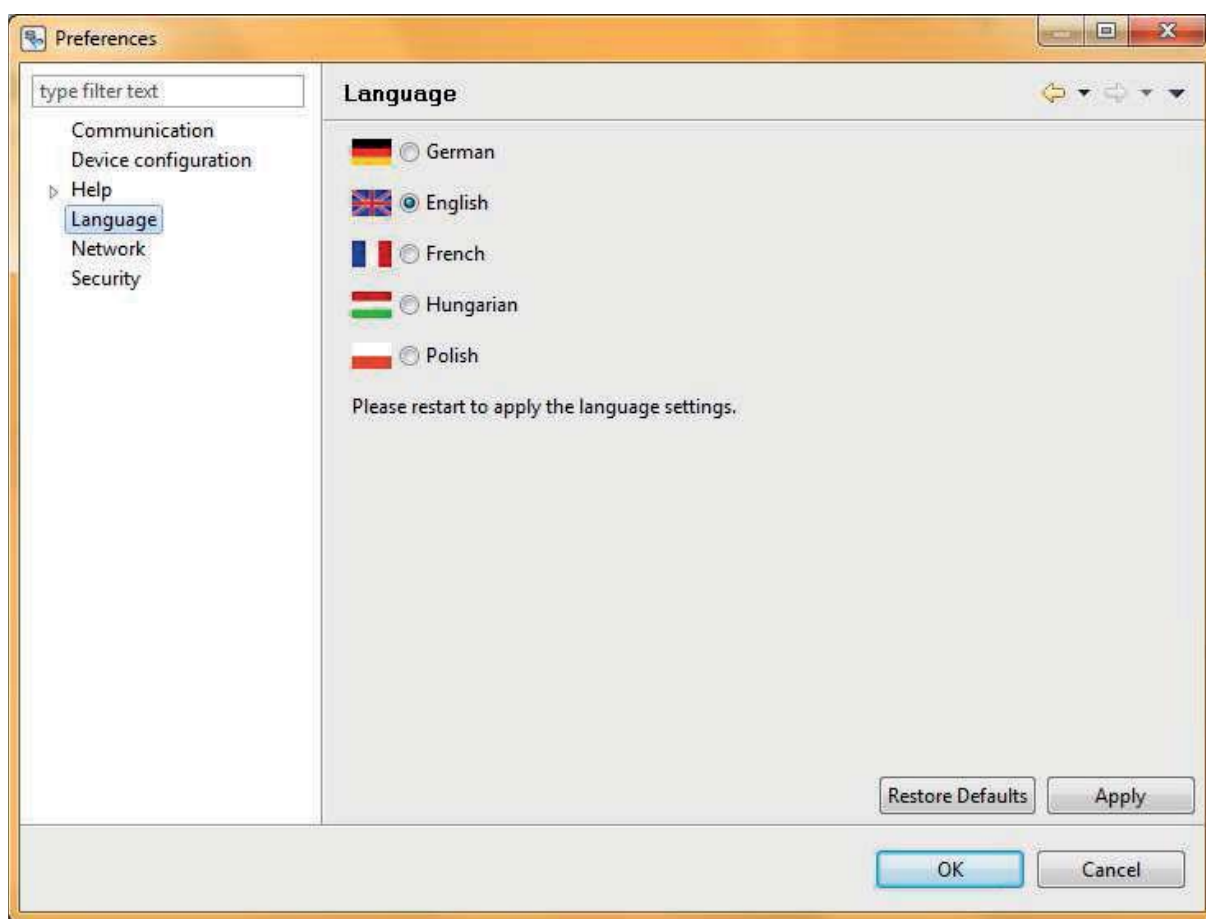 Preferences
type filter text
Communication
Device configuration
Help
Language
Network
Security
Language
German
English
French
Hungarian
Polish
Please restart to apply the language settings.
Restore Defaults
Apply
OK
Cancel